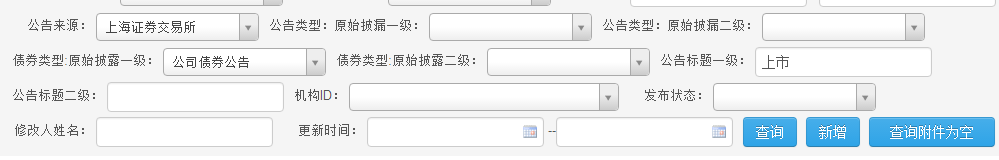 公告来源： 上海证券交易所 公告类型：原始披漏一级： 公告类型：原始披漏二级：
债券类型:原始披露一级： 公司债券公告 债券类型:原始披露二级： 公告标题一级： 上市
公告标题二级： 机构ID： 发布状态：
修改人姓名： 更新时间： -- 查询 新增 查询附件为空